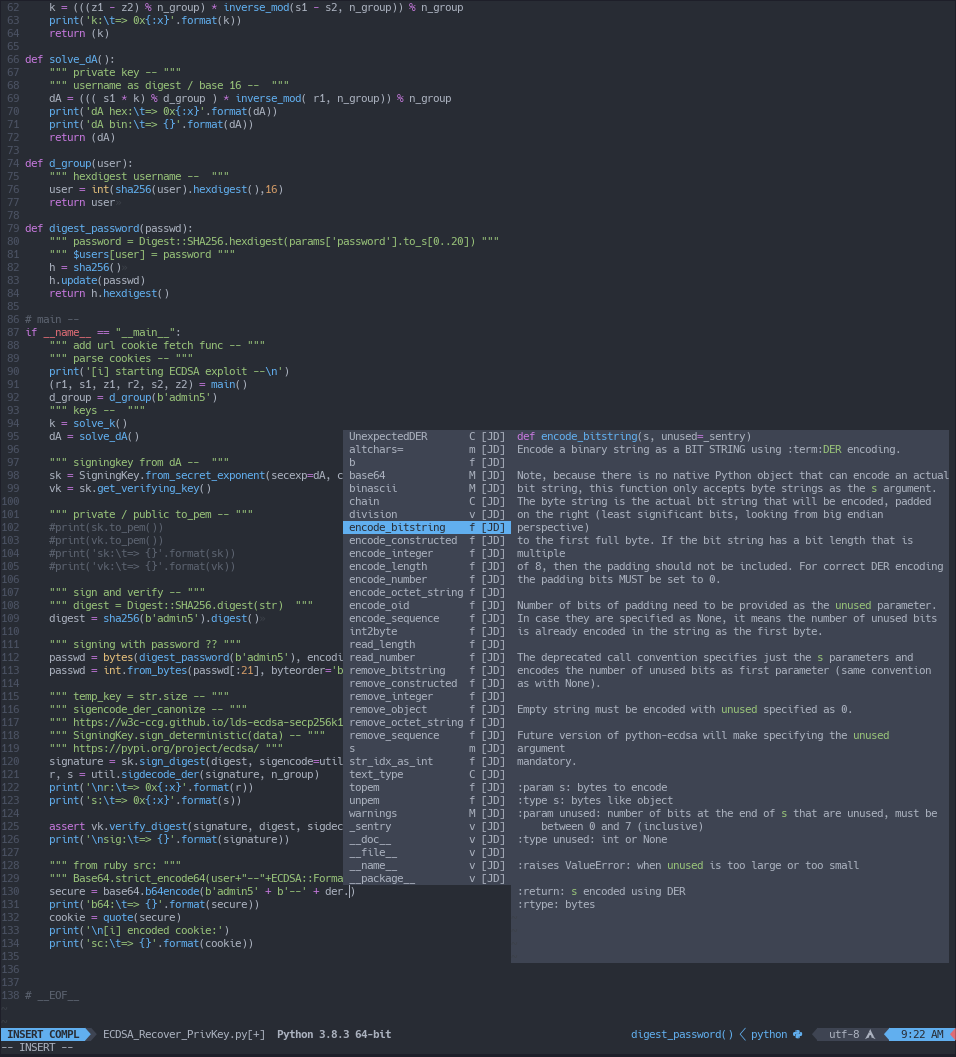 62     k = (((z1 - z2) % n_group) * inverse_mod(s1 - s2, n_group)) % n_group
63     print('k:\t=> 0x{:x}'.format(k))
64     return (k)
65
66 def solve_dA():
67     """ private key -- """
68     """ username as digest / base 16 --  """
69     dA = ((( s1 * k) % d_group ) * inverse_mod( r1, n_group)) % n_group
70     print('dA hex:\t=> 0x{:x}'.format(dA))
71     print('dA bin:\t=> {}'.format(dA))
72     return (dA)
73
74 def d_group(user):
75     """ hexdigest username --  """
76     user = int(sha256(user).hexdigest(),16)
77     return user
78
79 def digest_password(passwd):
80     """ password = Digest::SHA256.hexdigest(params['password'].to_s[0..20]) """
81     """ $users[user] = password """
82     h = sha256()
83     h.update(passwd)
84     return h.hexdigest()
85
86 # main --
87 if __name__ == "__main__":
88     """ add url cookie fetch func -- """
89     """ parse cookies -- """
90     print('[i] starting ECDSA exploit --\n')
91     (r1, s1, z1, r2, s2, z2) = main()
92     d_group = d_group(b'admin5')
93     """ keys --  """
94     k = solve_k()
95     dA = solve_dA()
96
97     """ signingkey from dA --  """
98     sk = SigningKey.from_secret_exponent(secexp=dA, c
99     vk = sk.get_verifying_key()
100
101     """ private / public to_pem -- """
102     #print(sk.to_pem())
103     #print(vk.to_pem())
104     #print('sk:\t=> {}'.format(sk))
105     #print('vk:\t=> {}'.format(vk))
106
107     """ sign and verify -- """
108     """ digest = Digest::SHA256.digest(str)  """
109     digest = sha256(b'admin5').digest()
110
111     """ signing with password ?? """
112     passwd = bytes(digest_password(b'admin5'), encodi
113     passwd = int.from_bytes(passwd[:21], byteorder='b
114
115     """ temp_key = str.size -- """
116     """ sigencode_der_canonize -- """
117     """ https://w3c-ccg.github.io/lds-ecdsa-secp256k1
118     """ SigningKey.sign_deterministic(data) -- """
119     """ https://pypi.org/project/ecdsa/ """
120     signature = sk.sign_digest(digest, sigencode=util
121     r, s = util.sigdecode_der(signature, n_group)
122     print('\nr:\t=> 0x{:x}'.format(r))
123     print('s:\t=> 0x{:x}'.format(s))
124
125     assert vk.verify_digest(signature, digest, sigdec
126     print('\nsig:\t=> {}'.format(signature))
127
128     """ from ruby src: """
129     """ Base64.strict_encode64(user+"--"+ECDSA::Forma
130     secure = base64.b64encode(b'admin5' + b'--' + der.)
131     print('b64:\t=> {}'.format(secure))
132     cookie = quote(secure)
133     print('\n[i] encoded cookie:')
134     print('sc:\t=> {}'.format(cookie))
135
136
137
138 # __EOF__
UnexpectedDER C [JD]
altchars= m [JD]
b f [JD]
base64 M [JD]
binascii M [JD]
chain C [JD]
division v [JD]
encode_bitstring f [JD]
encode_constructed f [JD]
encode_integer f [JD]
encode_length f [JD]
encode_number f [JD]
encode_octet_string f [JD]
encode_oid f [JD]
encode_sequence f [JD]
int2byte f [JD]
read_length f [JD]
read_number f [JD]
remove_bitstring f [JD]
remove_constructed f [JD]
remove_integer f [JD]
remove_object f [JD]
remove_octet_string f [JD]
remove_sequence f [JD]
s m [JD]
str_idx_as_int f [JD]
text_type C [JD]
topem f [JD]
unpem f [JD]
warnings M [JD]
_sentry v [JD]
__doc__ v [JD]
__file__ v [JD]
__name__ v [JD]
__package__ v [JD]
def encode_bitstring(s, unused=_sentry)
Encode a binary string as a BIT STRING using :term:DER encoding.
Note, because there is no native Python object that can encode an actual
bit string, this function only accepts byte strings as the s argument.
The byte string is the actual bit string that will be encoded, padded
on the right (least significant bits, looking from big endian
perspective)
to the first full byte. If the bit string has a bit length that is
multiple
of 8, then the padding should not be included. For correct DER encoding
the padding bits MUST be set to 0.
Number of bits of padding need to be provided as the unused parameter.
In case they are specified as None, it means the number of unused bits
is already encoded in the string as the first byte.
The deprecated call convention specifies just the s parameters and
encodes the number of unused bits as first parameter (same convention
as with None).
Empty string must be encoded with unused specified as 0.
Future version of python-ecdsa will make specifying the unused
argument
mandatory.
:param s: bytes to encode
:type s: bytes like object
:param unused: number of bits at the end of s that are unused, must be
between 0 and 7 (inclusive)
:type unused: int or None
:raises ValueError: when unused is too large or too small
:return: s encoded using DER
:rtype: bytes
INSERT COMPL ECDSA_Recover_PrivKey.py[+] Python 3.8.3 64-bit digest_password() python utf-8 9:22 AM
-- INSERT --